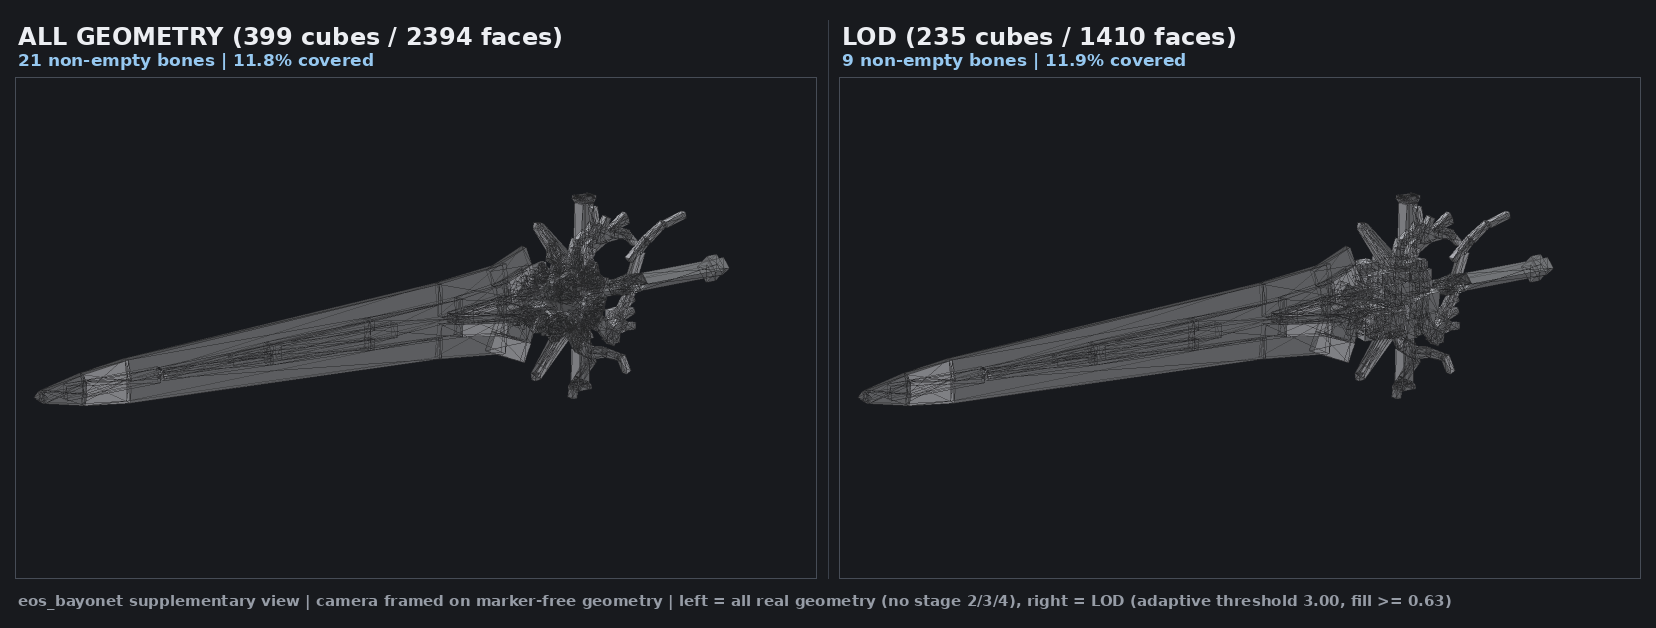 ALL GEOMETRY (399 cubes / 2394 faces)
21 non-empty bones | 11.8% covered
LOD (235 cubes / 1410 faces)
9 non-empty bones | 11.9% covered
eos_bayonet supplementary view | camera framed on marker-free geometry | left = all real geometry (no stage 2/3/4), right = LOD (adaptive threshold 3.00, fill >= 0.63)